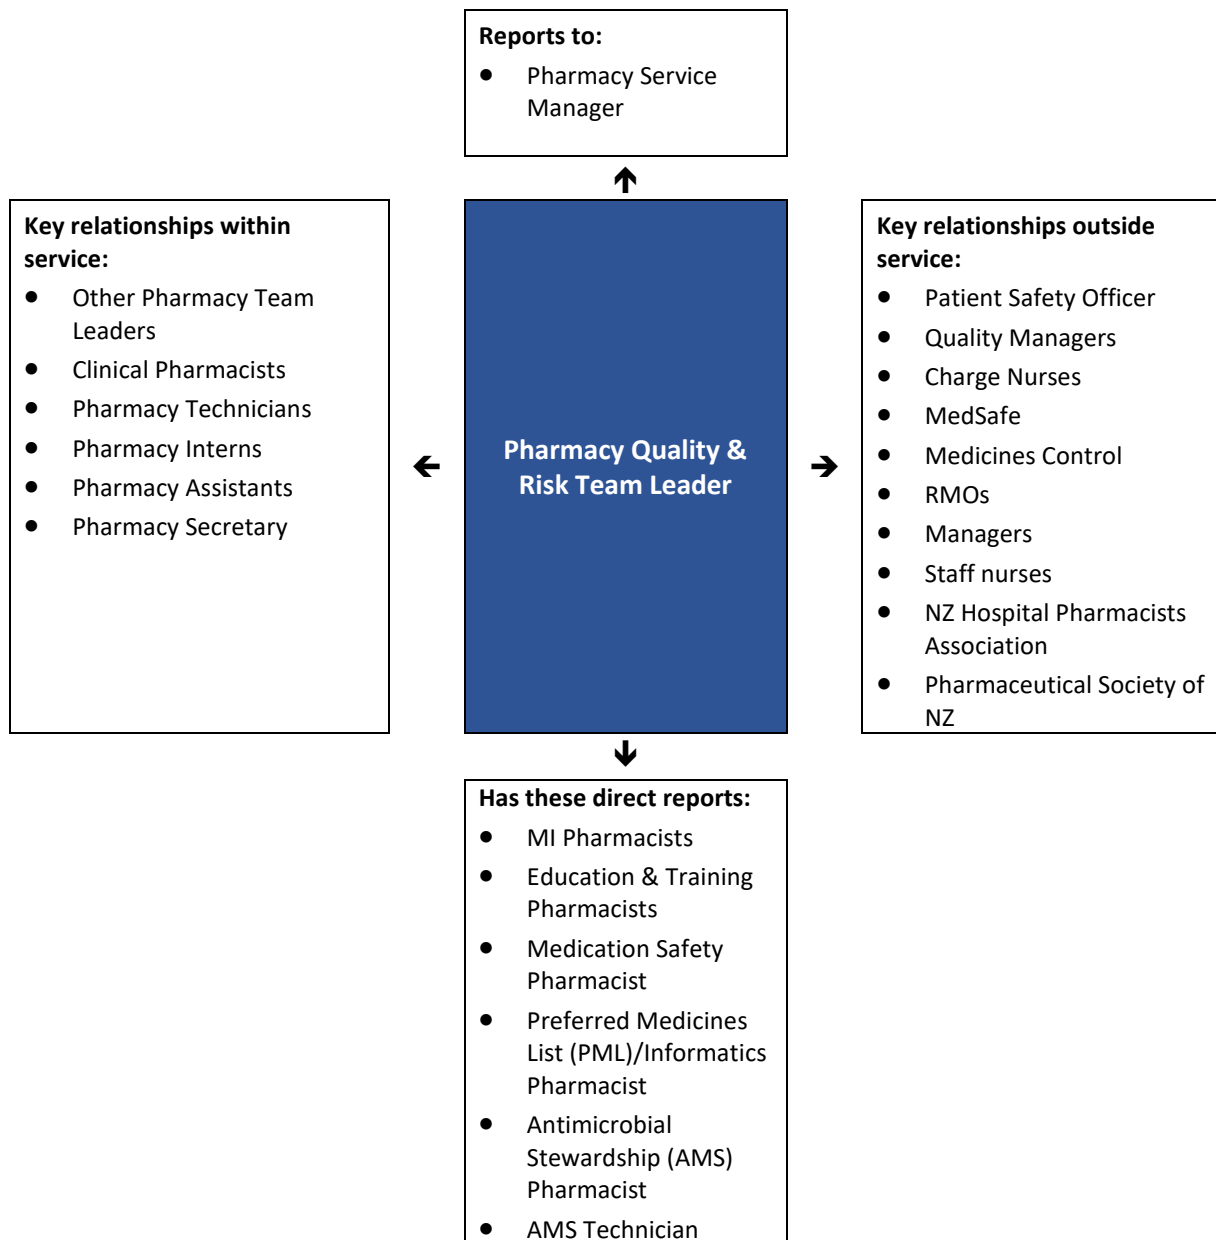 Reports to:
● Pharmacy Service
Manager
↑
Key relationships within
service:
● Other Pharmacy Team
Leaders
● Clinical Pharmacists
● Pharmacy Technicians
● Pharmacy Interns
● Pharmacy Assistants
● Pharmacy Secretary
←
Pharmacy Quality &
Risk Team Leader
→
Key relationships outside
service:
● Patient Safety Officer
● Quality Managers
● Charge Nurses
● MedSafe
● Medicines Control
● RMOs
● Managers
● Staff nurses
● NZ Hospital Pharmacists
Association
● Pharmaceutical Society of
NZ
↓
Has these direct reports:
● MI Pharmacists
● Education & Training
Pharmacists
● Medication Safety
Pharmacist
● Preferred Medicines
List (PML)/Informatics
Pharmacist
● Antimicrobial
Stewardship (AMS)
Pharmacist
● AMS Technician